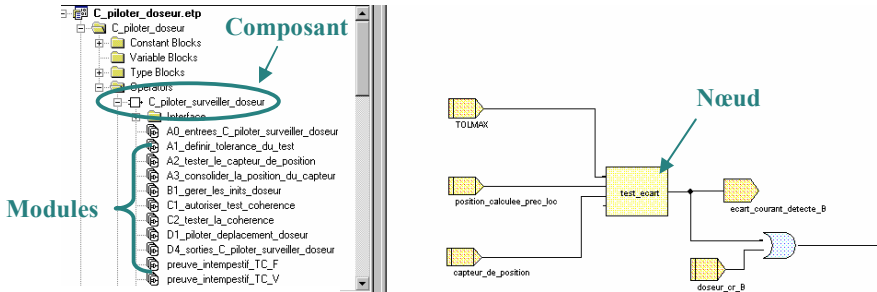 C_piloter_doseur.etp
C_piloter_doseur
Constant Blocks
Variable Blocks
Type Blocks
Operators
C_piloter_surveiller_doseur
Interface
A0_entrees_C_piloter_surveiller_doseur
A1_definir_tolerance_du_test
A2_tester_le_capteur_de_position
A3_consolider_la_position_du_capteur
B1_gerer_les_inits_doseur
C1_autoriser_test_coherence
C2_tester_la_coherence
D1_piloter_deplacement_doseur
D4_sorties_C_piloter_surveiller_doseur
preuve_intempestif_TC_F
preuve_intempestif_TC_V
Composant
Modules
Nœud
TOLMAX
position_calculee_prec_loc
capteur_de_position
test_ecart
ecart_courant_detecte_B
doseur_cr_B